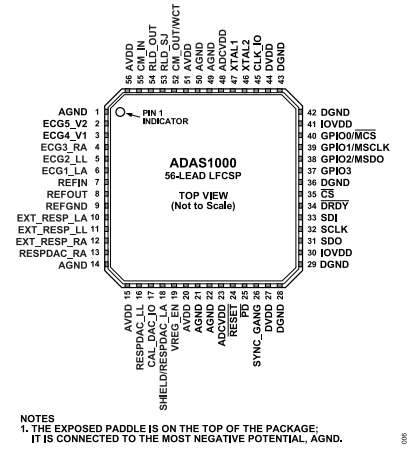 56 AVDD
55 CM_IN
54 RLD_OUT
53 RLD_SJ
52 CM_OUT/WCT
51 AVDD
50 AGND
49 AGND
48 ADCVDD
47 XTAL1
46 XTAL2
45 CLK_IO
44 DVDD
43 DGND
AGND 1
ECG5_V2 2
ECG4_V1 3
ECG3_RA 4
ECG2_LL 5
ECG1_LA 6
REFIN 7
REFOUT 8
REFGND 9
EXT_RESP_LA 10
EXT_RESP_LL 11
EXT_RESP_RA 12
RESPDAC_RA 13
AGND 14
PIN 1
INDICATOR
ADAS1000
56-LEAD LFCSP
TOP VIEW
(Not to Scale)
42 DGND
41 IOVDD
40 GPIO0/MCS
39 GPIO1/MSCLK
38 GPIO2/MSDO
37 GPIO3
36 DGND
35 CS
34 DRDY
33 SDI
32 SCLK
31 SDO
30 IOVDD
29 DGND
AVDD 15
RESPDAC_LL 16
CAL_DAC_IO 17
SHIELD/RESPDAC_LA 18
VREG_EN 19
AVDD 20
AGND 21
AGND 22
ADCVDD 23
RESET 24
PD 25
SYNC_GANG 26
DVDD 27
DGND 28
NOTES
1. THE EXPOSED PADDLE IS ON THE TOP OF THE PACKAGE;
IT IS CONNECTED TO THE MOST NEGATIVE POTENTIAL, AGND.